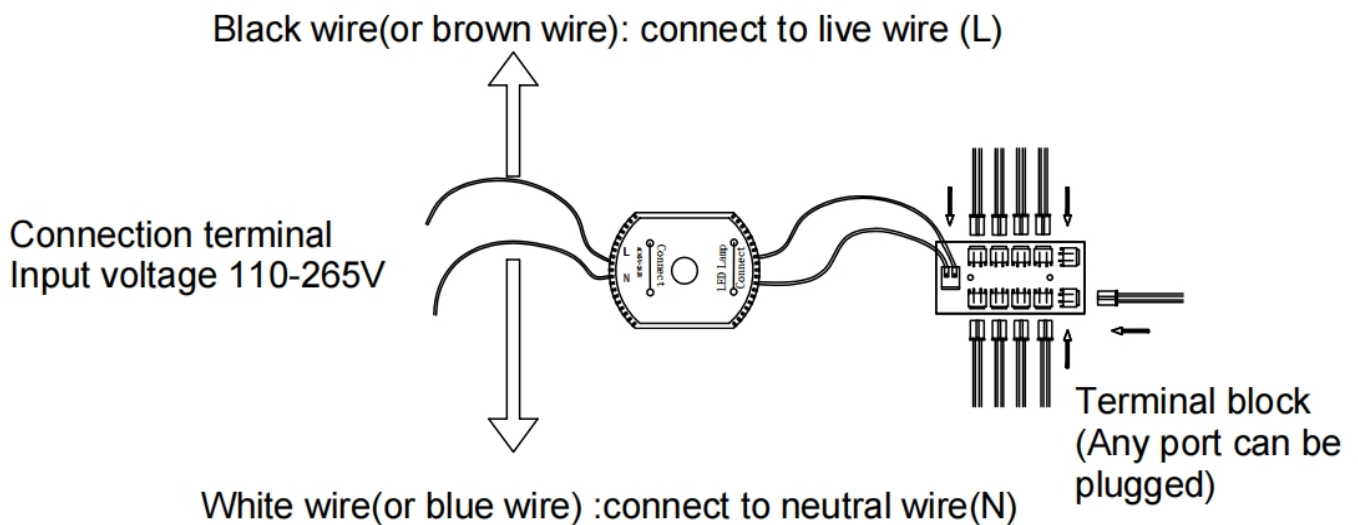 Black wire(or brown wire): connect to live wire (L)
Connection terminal
Input voltage 110-265V
L
N
Connect
LED Lamp
Connect
Terminal block
(Any port can be
plugged)
White wire(or blue wire) :connect to neutral wire(N)